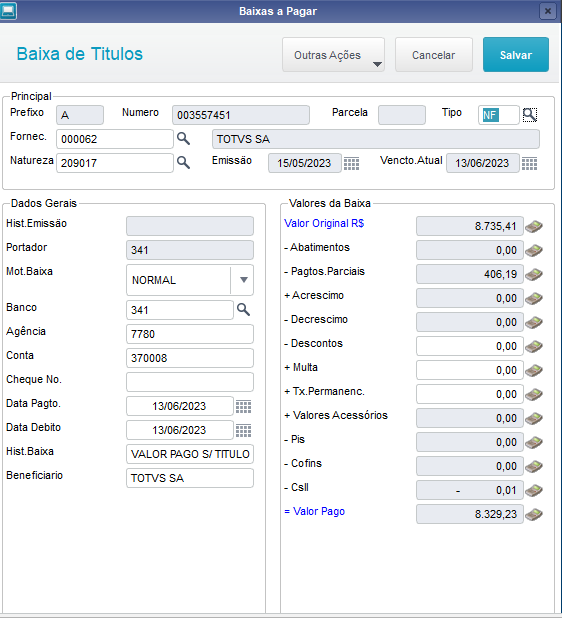 Baixas a Pagar
Baixa de Titulos
Outras Ações
Cancelar
Salvar
Principal
Prefixo A Numero 003557451 Parcela Tipo NF
Fornec. 000062 TOTVS SA
Natureza 209017 Emissão 15/05/2023 Vencto.Atual 13/06/2023
Dados Gerais
Hist.Emissão
Portador 341
Mot.Baixa NORMAL
Banco 341
Agência 7780
Conta 370008
Cheque No.
Data Pagto. 13/06/2023
Data Debito 13/06/2023
Hist.Baixa VALOR PAGO S/ TITULO
Beneficiario TOTVS SA
Valores da Baixa
Valor Original R$ 8.735,41
- Abatimentos 0,00
- Pagtos.Parciais 406,19
+ Acrescimo 0,00
- Decrescimo 0,00
- Descontos 0,00
+ Multa 0,00
+ Tx.Permanenc. 0,00
+ Valores Acessórios 0,00
- Pis 0,00
- Cofins 0,00
- Csll - 0,01
= Valor Pago 8.329,23